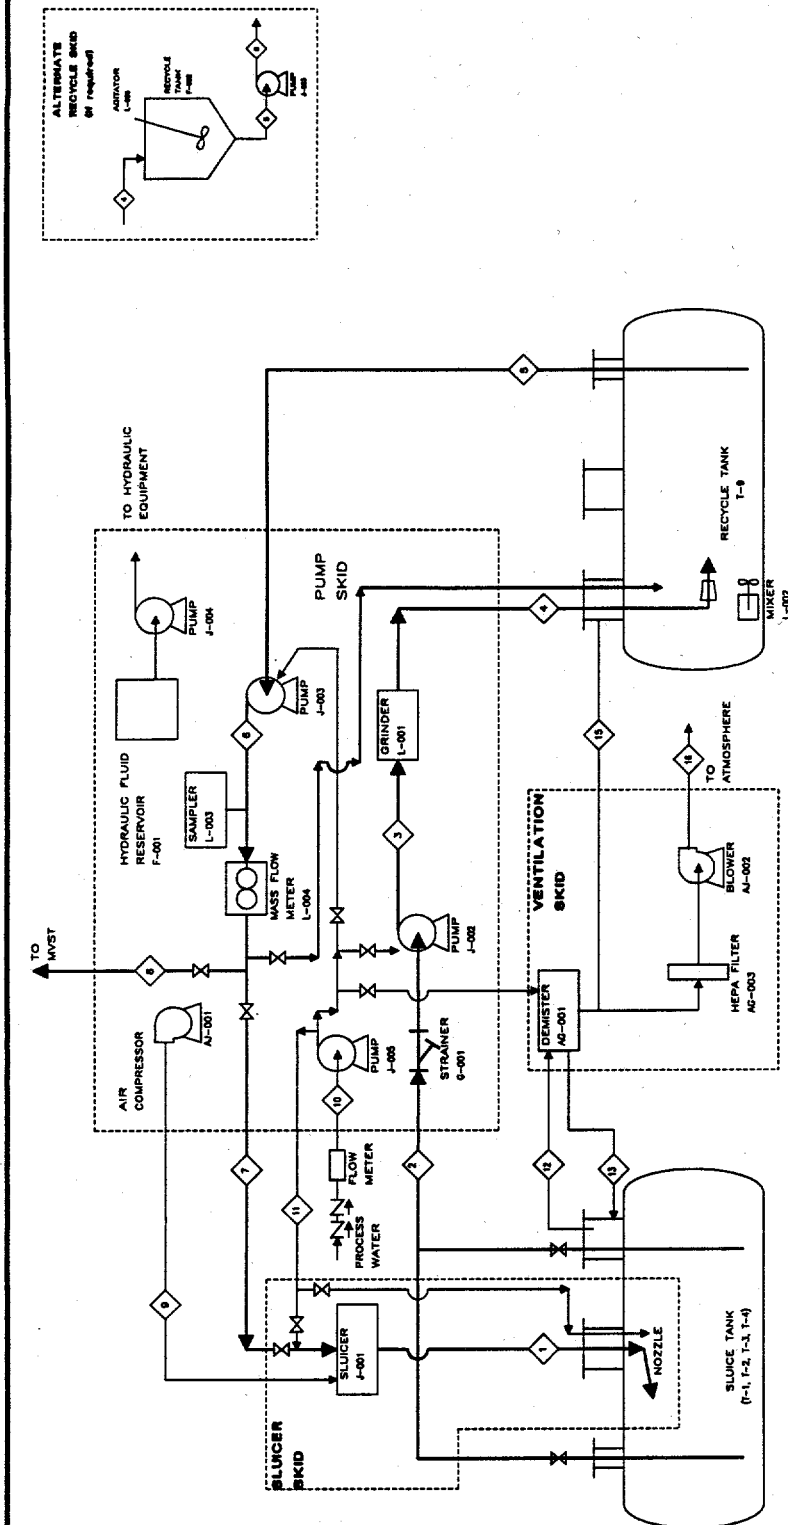 ALTERNATE
RECYCLE SKID
(if required)
AGITATOR
RECYCLE
TANK
PUMP
4
5
6
TO HYDRAULIC
EQUIPMENT
PUMP
SKID
PUMP
J-004
HYDRAULIC FLUID
RESERVOIR
F-001
PUMP
J-003
6
SAMPLER
L-003
MASS FLOW
METER
L-004
GRINDER
L-001
3
PUMP
J-002
TO
MVST
8
AIR
COMPRESSOR
AJ-001
PUMP
J-005
STRAINER
G-001
10
FLOW
METER
PROCESS
WATER
7
11
2
9
SLUICER
SKID
SLUICER
J-001
1
NOZZLE
SLUICE TANK
(T-1, T-2, T-3, T-4)
12
13
VENTILATION
SKID
DEMISTER
AG-001
HEPA FILTER
AG-003
BLOWER
AJ-002
16
TO
ATMOSPHERE
15
4
5
RECYCLE TANK
T-9
MIXER
L-002